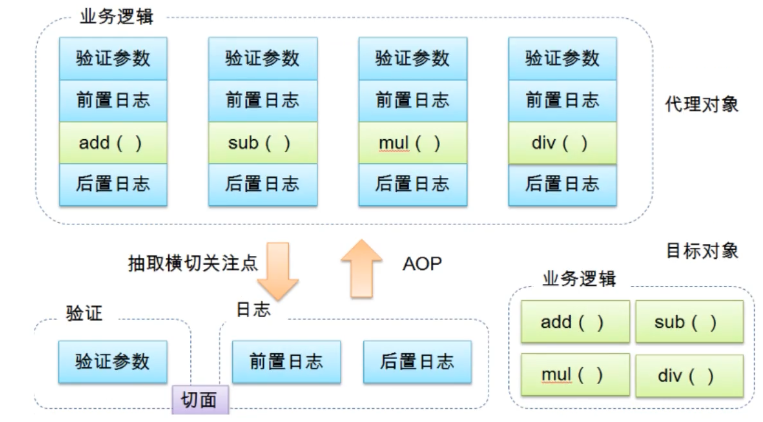 业务逻辑
验证参数 验证参数 验证参数 验证参数
前置日志 前置日志 前置日志 前置日志
代理对象
add（ ） sub（ ） mul（ ） div（ ）
后置日志 后置日志 后置日志 后置日志
抽取横切关注点
AOP
目标对象
业务逻辑
验证
日志
add（ ） sub（ ）
验证参数
前置日志 后置日志
mul（ ） div（ ）
切面